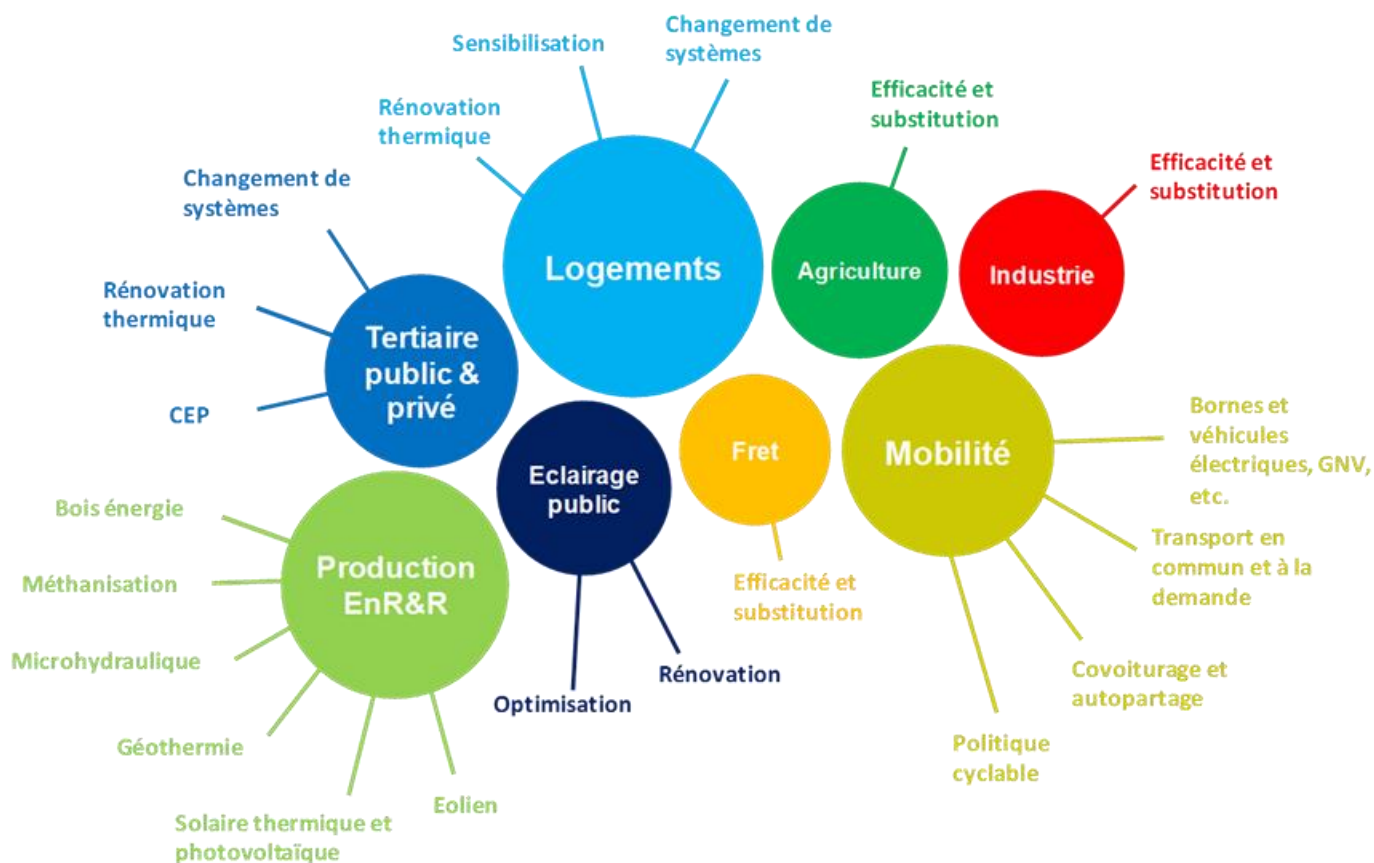 Sensibilisation
Changement de
systèmes
Rénovation
thermique
Logements
Efficacité et
substitution
Agriculture
Efficacité et
substitution
Industrie
Changement de
systèmes
Rénovation
thermique
CEP
Tertiaire
public &
privé
Eclairage
public
Optimisation
Rénovation
Fret
Efficacité et
substitution
Mobilité
Bornes et
véhicules
électriques, GNV,
etc.
Transport en
commun et à la
demande
Covoiturage et
autopartage
Politique
cyclable
Production
EnR&R
Bois énergie
Méthanisation
Microhydraulique
Géothermie
Solaire thermique et
photovoltaïque
Eolien